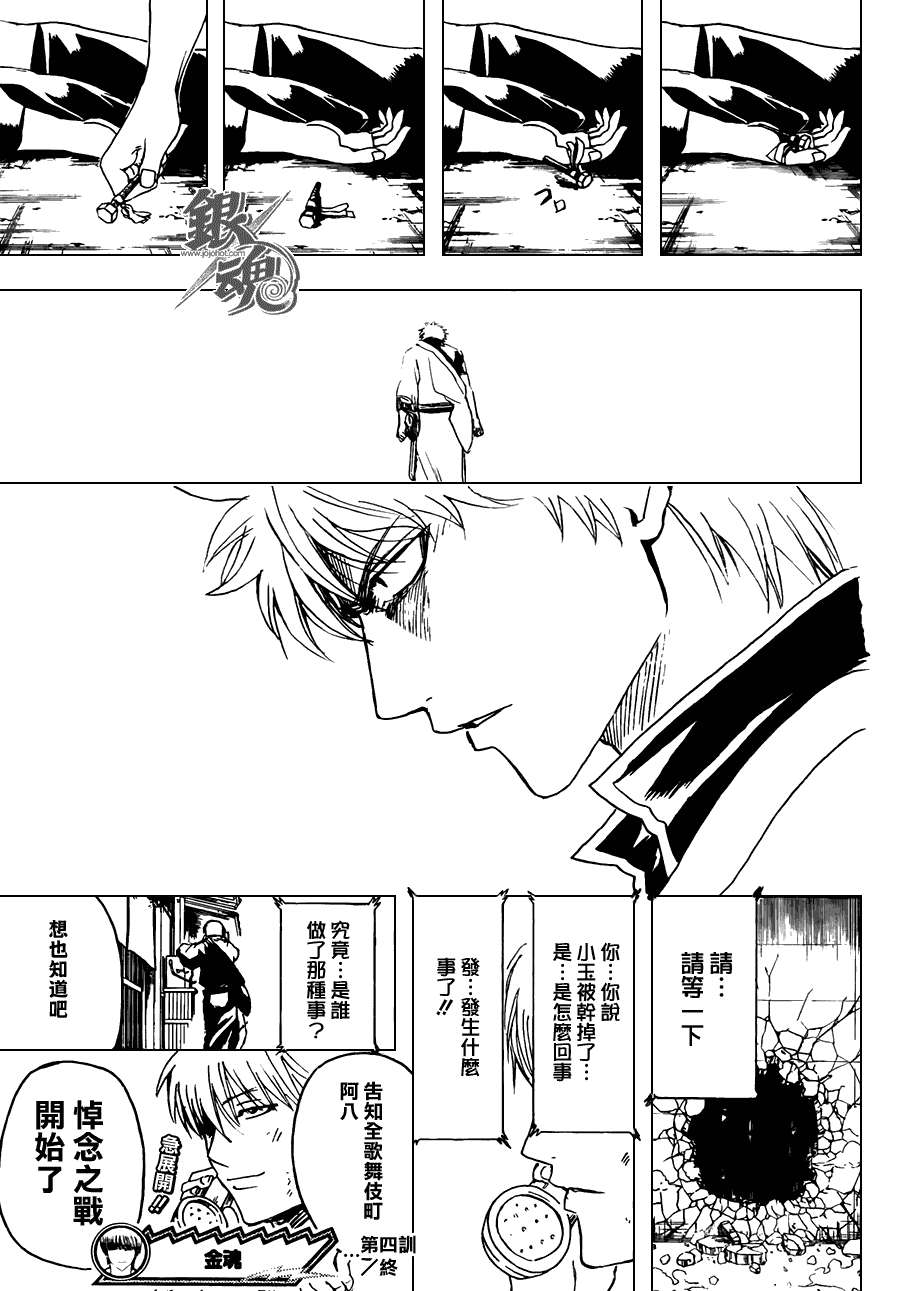 銀魂
www.jojohot.com
請…
請等一下
你…你說
小玉被幹掉了…
是…是怎麼回事
發…發生什麼
事了!!
究竟…是誰
做了那種事？
想也知道吧
告知全歌舞伎町
阿八
悼念之戰
開始了
急展開!!
金魂
…第四訓
／終